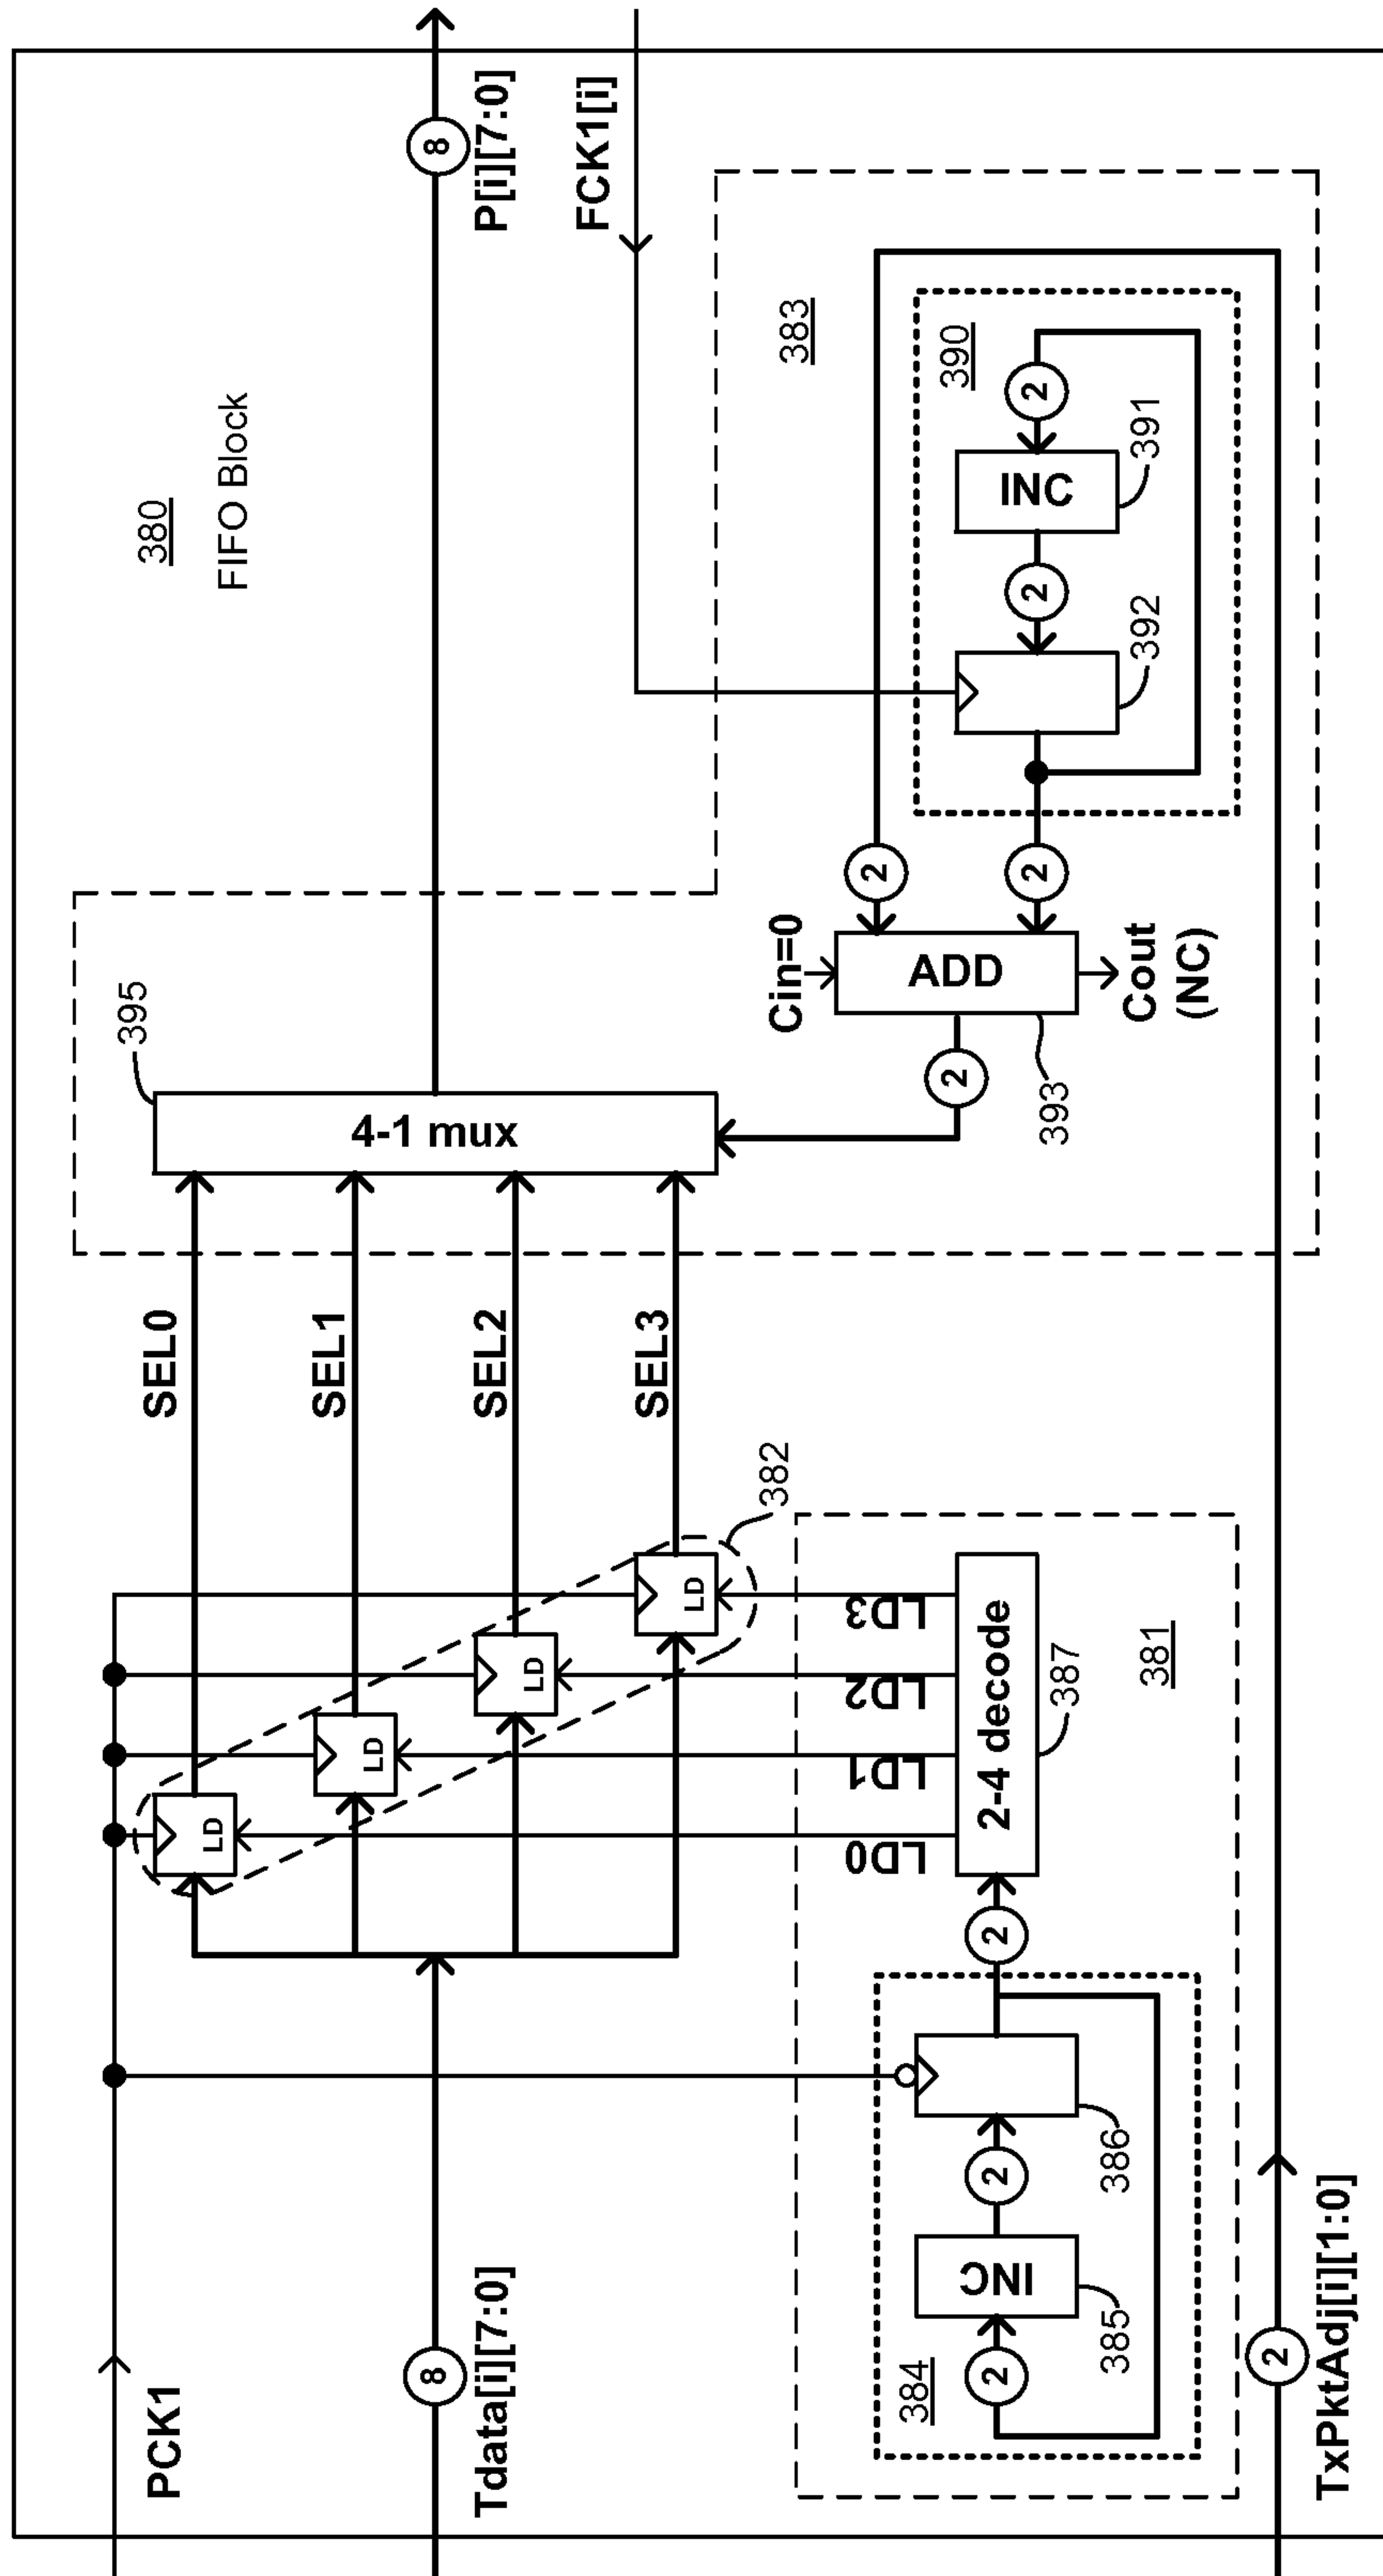 380
FIFO Block
PCK1
Tdata[i][7:0]
8
TxPktAdj[i][1:0]
2
P[i][7:0]
8
FCK1[i]
SEL0
SEL1
SEL2
SEL3
395
4-1 mux
382
LD
LD
LD
LD
LD0
LD1
LD2
LD3
2-4 decode
387
381
2
384
2
INC
385
2
386
383
390
2
INC
391
2
392
2
2
Cin=0
ADD
Cout
(NC)
393
2